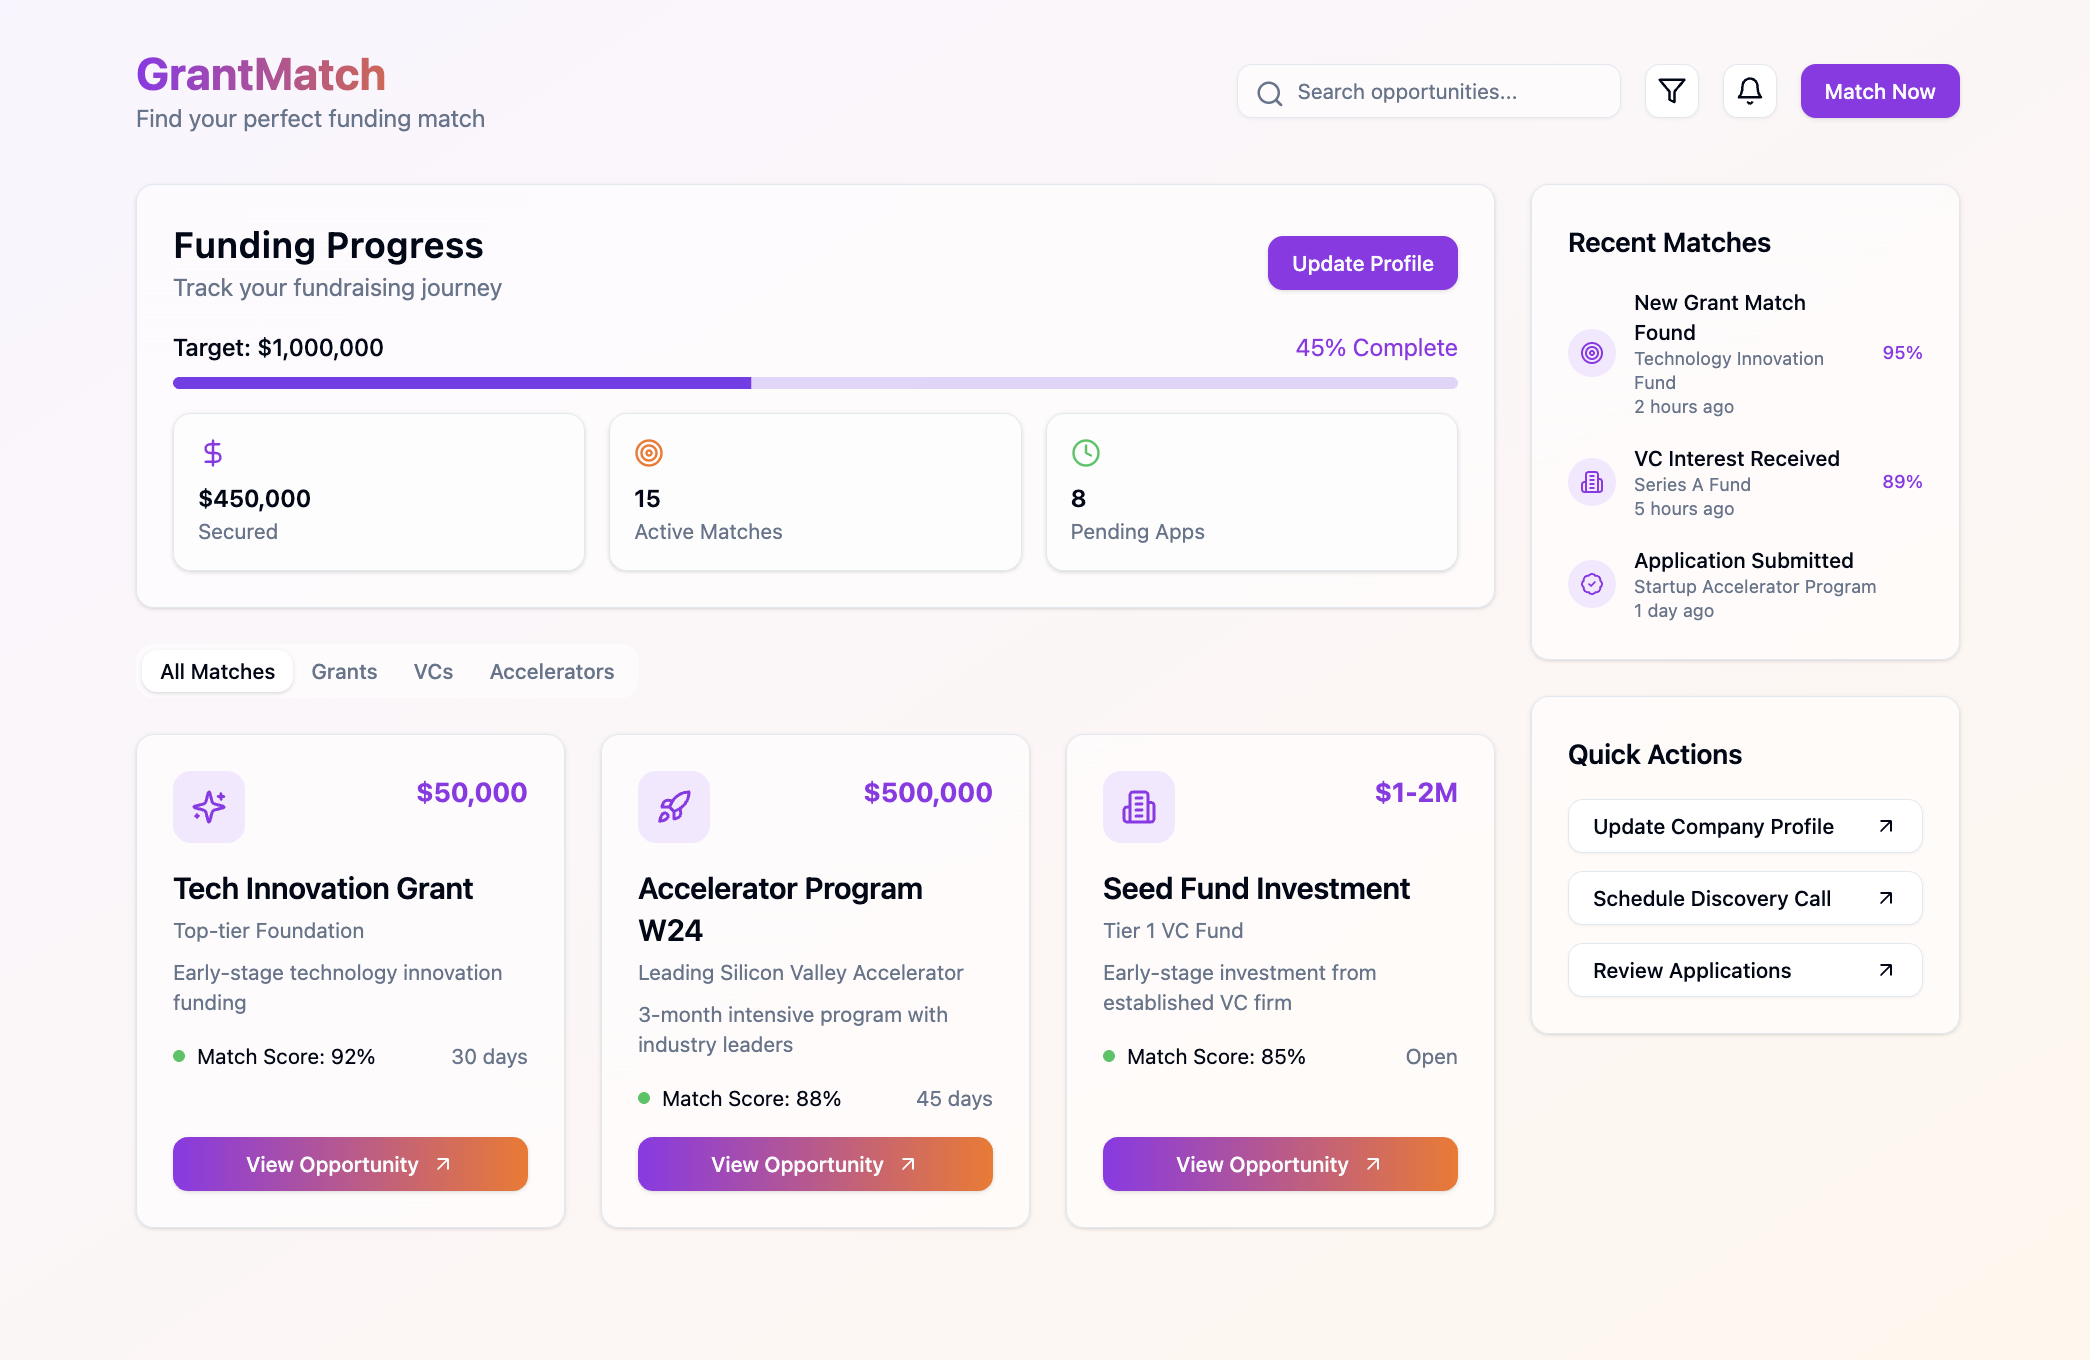 GrantMatch
Find your perfect funding match
Search opportunities...
Match Now
Funding Progress
Track your fundraising journey
Update Profile
Target: $1,000,000
45% Complete
$450,000
Secured
15
Active Matches
8
Pending Apps
All Matches
Grants
VCs
Accelerators
$50,000
Tech Innovation Grant
Top-tier Foundation
Early-stage technology innovation
funding
Match Score: 92%
30 days
View Opportunity
$500,000
Accelerator Program
W24
Leading Silicon Valley Accelerator
3-month intensive program with
industry leaders
Match Score: 88%
45 days
View Opportunity
$1-2M
Seed Fund Investment
Tier 1 VC Fund
Early-stage investment from
established VC firm
Match Score: 85%
Open
View Opportunity
Recent Matches
New Grant Match
Found
Technology Innovation
Fund
2 hours ago
95%
VC Interest Received
Series A Fund
5 hours ago
89%
Application Submitted
Startup Accelerator Program
1 day ago
Quick Actions
Update Company Profile
Schedule Discovery Call
Review Applications